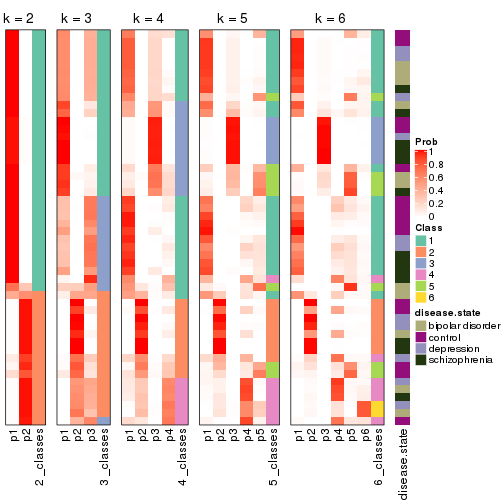 k = 2
k = 3
k = 4
k = 5
k = 6
Prob
1
0.8
0.6
0.4
0.2
0
Class
1
2
3
4
5
6
disease.state
bipolar disorder
control
depression
schizophrenia
p1
p2
2_classes
p1
p2
p3
3_classes
p1
p2
p3
p4
4_classes
p1
p2
p3
p4
p5
5_classes
p1
p2
p3
p4
p5
p6
6_classes
disease.state